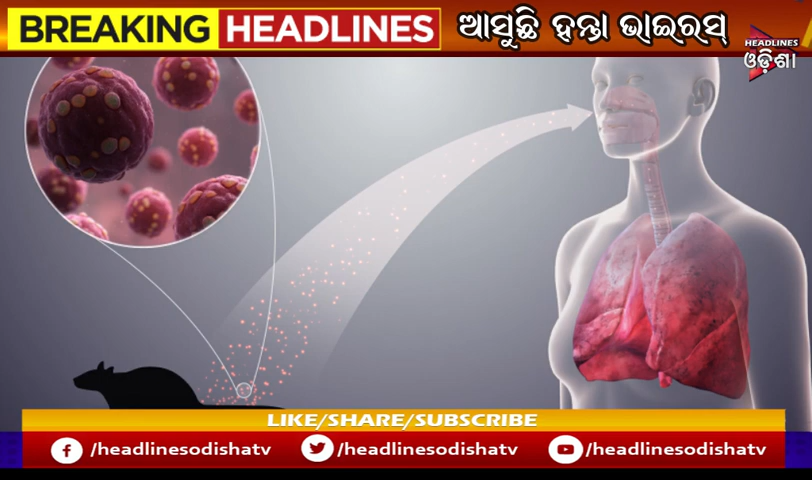 BREAKING HEADLINES ଆସୁଛି ହନ୍ତା ଭାଇରସ୍
HEADLINES
ଓଡ଼ିଶା
LIKE/SHARE/SUBSCRIBE
/headlinesodishatv /headlinesodishatv /headlinesodishatv